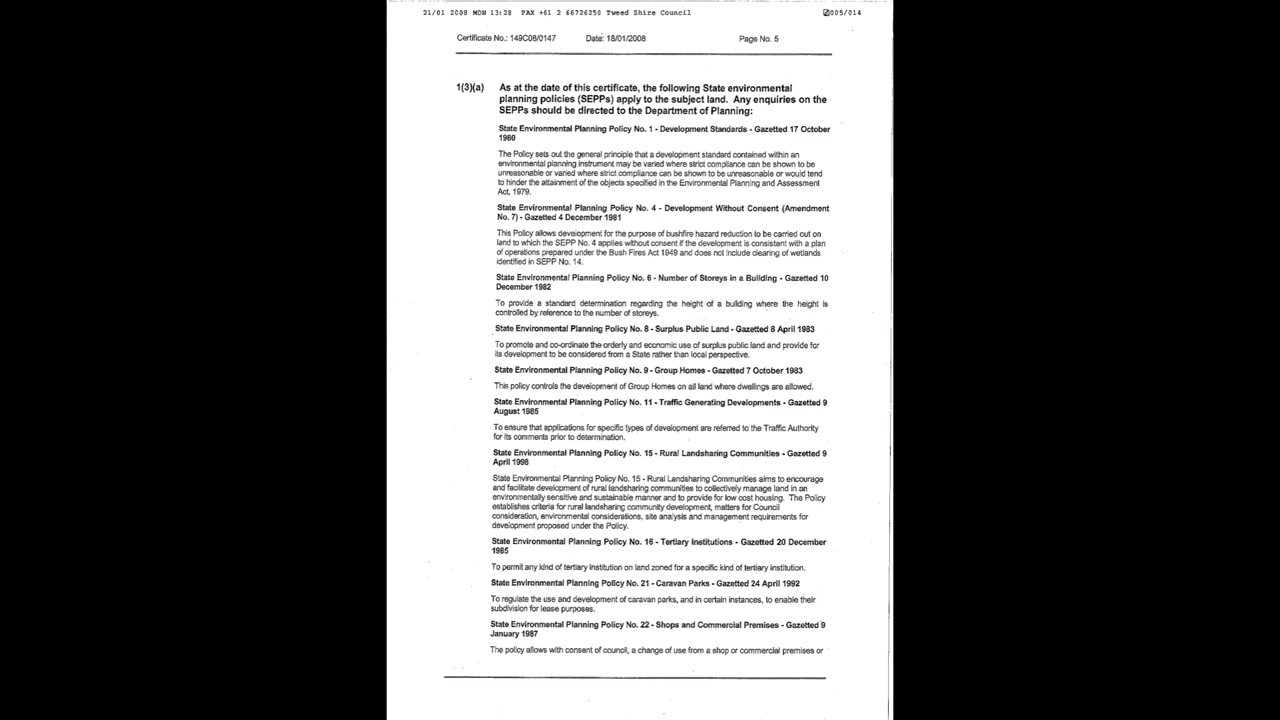 21/01 2008 MON 13:28 FAX +61 2 66726250 Tweed Shire Council 005/014
Certificate No.: 149C08/0147 Date: 18/01/2008 Page No. 5
1(3)(a) As at the date of this certificate, the following State environmental
planning policies (SEPPs) apply to the subject land. Any enquiries on the
SEPPs should be directed to the Department of Planning:
State Environmental Planning Policy No. 1 - Development Standards - Gazetted 17 October
1980
The Policy sets out the general principle that a development standard contained within an
environmental planning instrument may be varied where strict compliance can be shown to be
unreasonable or varied where strict compliance can be shown to be unreasonable or would tend
to hinder the attainment of the objects specified in the Environmental Planning and Assessment
Act, 1979.
State Environmental Planning Policy No. 4 - Development Without Consent (Amendment
No. 7) - Gazetted 4 December 1981
This Policy allows development for the purpose of bushfire hazard reduction to be carried out on
land to which the SEPP No. 4 applies without consent if the development is consistent with a plan
of operations prepared under the Bush Fires Act 1949 and does not include clearing of wetlands
identified in SEPP No. 14.
State Environmental Planning Policy No. 6 - Number of Storeys in a Building - Gazetted 10
December 1982
To provide a standard determination regarding the height of a building where the height is
controlled by reference to the number of storeys.
State Environmental Planning Policy No. 8 - Surplus Public Land - Gazetted 8 April 1983
To promote and co-ordinate the orderly and economic use of surplus public land and provide for
its development to be considered from a State rather than local perspective.
State Environmental Planning Policy No. 9 - Group Homes - Gazetted 7 October 1983
This policy controls the development of Group Homes on all land where dwellings are allowed.
State Environmental Planning Policy No. 11 - Traffic Generating Developments - Gazetted 9
August 1985
To ensure that applications for specific types of development are referred to the Traffic Authority
for its comments prior to determination.
State Environmental Planning Policy No. 15 - Rural Landsharing Communities - Gazetted 9
April 1998
State Environmental Planning Policy No. 15 - Rural Landsharing Communities aims to encourage
and facilitate development of rural landsharing communities to collectively manage land in an
environmentally sensitive and sustainable manner and to provide for low cost housing. The Policy
establishes criteria for rural landsharing community development, matters for Council
consideration, environmental considerations, site analysis and management requirements for
development proposed under the Policy.
State Environmental Planning Policy No. 16 - Tertiary Institutions - Gazetted 20 December
1985
To permit any kind of tertiary institution on land zoned for a specific kind of tertiary institution.
State Environmental Planning Policy No. 21 - Caravan Parks - Gazetted 24 April 1992
To regulate the use and development of caravan parks, and in certain instances, to enable their
subdivision for lease purposes.
State Environmental Planning Policy No. 22 - Shops and Commercial Premises - Gazetted 9
January 1987
The policy allows with consent of council, a change of use from a shop or commercial premises or